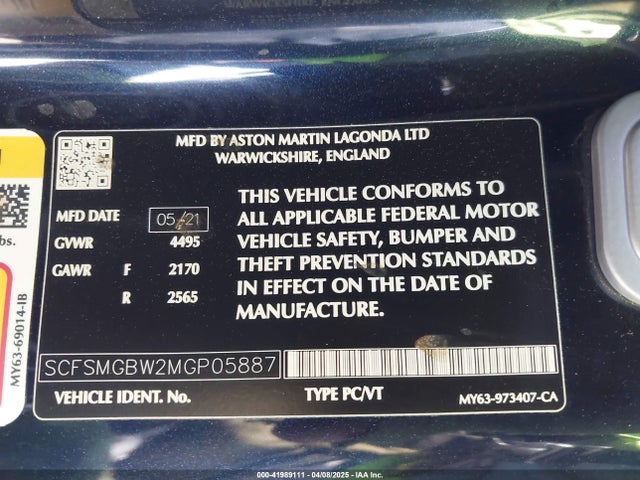 MFD BY ASTON MARTIN LAGONDA LTD
WARWICKSHIRE, ENGLAND
MFD DATE 05/21
GVWR 4495
GAWR F 2170
R 2565
THIS VEHICLE CONFORMS TO
ALL APPLICABLE FEDERAL MOTOR
VEHICLE SAFETY, BUMPER AND
THEFT PREVENTION STANDARDS
IN EFFECT ON THE DATE OF
MANUFACTURE.
SCFSMGBW2MGP05887
VEHICLE IDENT. No.
TYPE PC/VT
MY63-973407-CA
lbs.
MY63-69014-IB
000-41989111 - 04/08/2025 - IAA Inc.